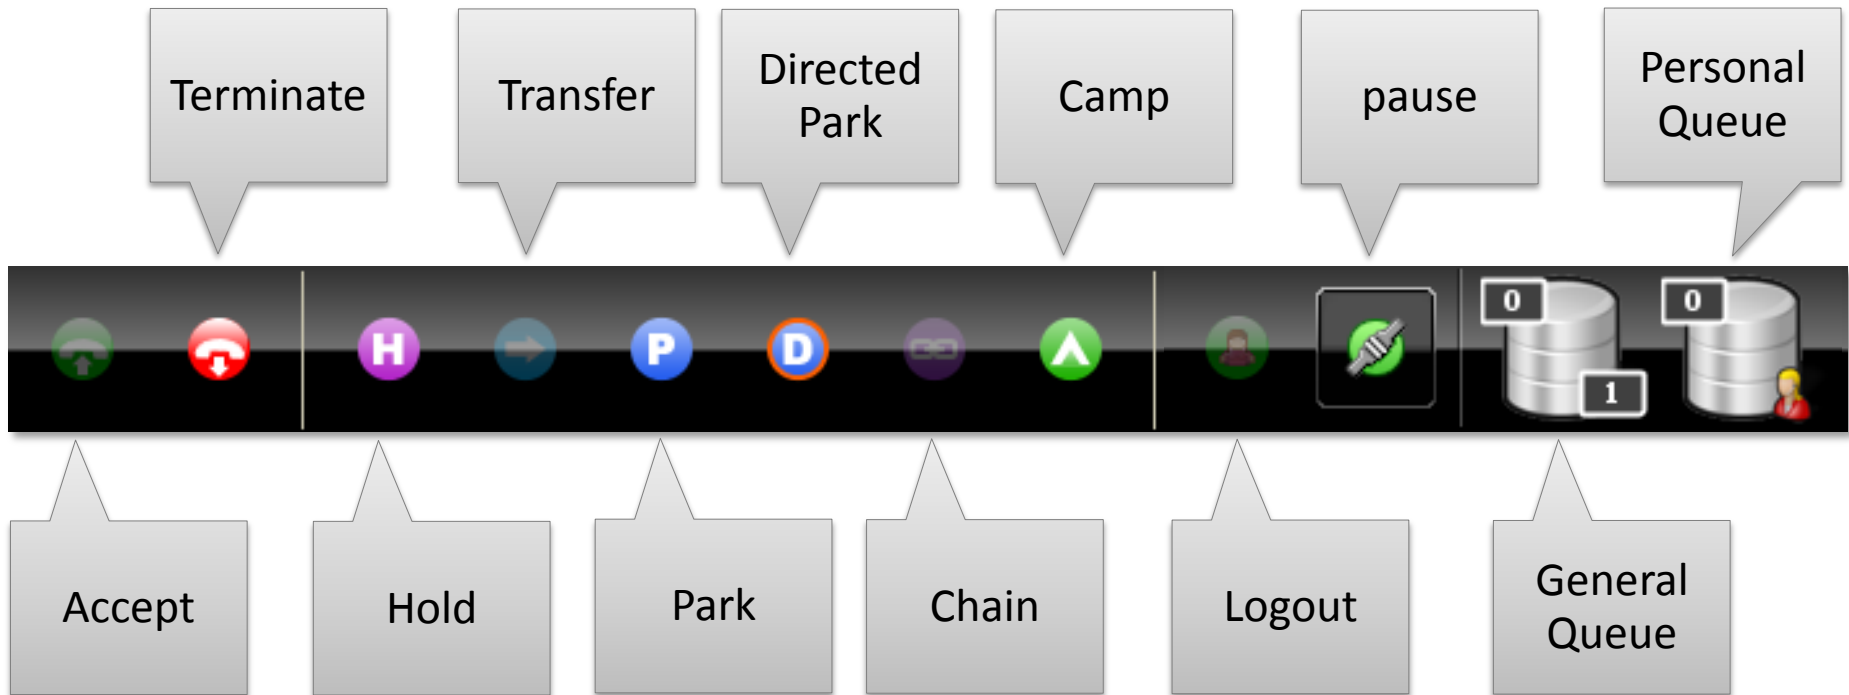 Terminate
Transfer
Directed
Park
Camp
pause
Personal
Queue
H
P
D
0
1
0
Accept
Hold
Park
Chain
Logout
General
Queue